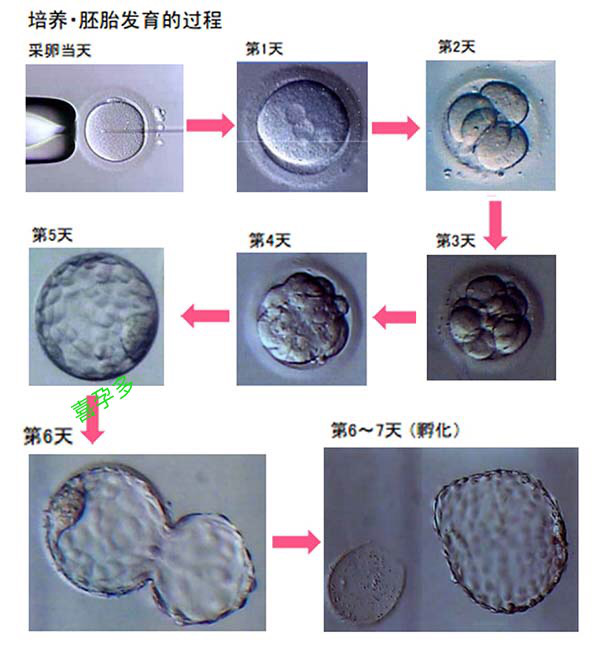 培养·胚胎发育的过程
采卵当天
第1天
第2天
第5天
第4天
第3天
喜孕多
第6天
第6～7天（孵化）